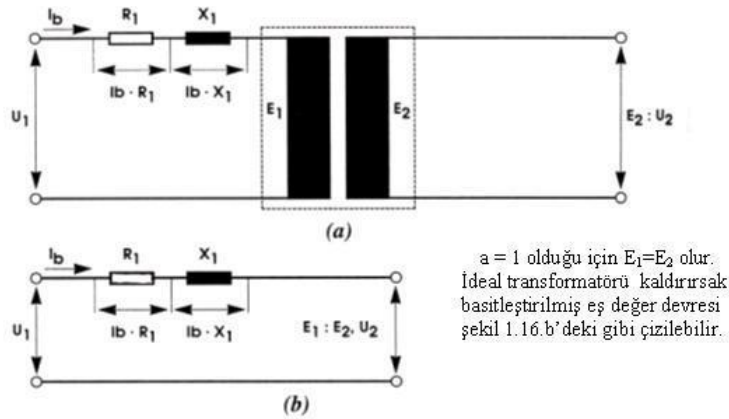 Ib R1 X1
Ib · R1 Ib · X1
U1 E1 E2 E2 : U2
(a)
a = 1 olduğu için E1=E2 olur.
İdeal transformatörü kaldırırsak
basitleştirilmiş eş değer devresi
şekil 1.16.b'deki gibi çizilebilir.
Ib R1 X1
Ib · R1 Ib · X1
U1 E1 : E2, U2
(b)